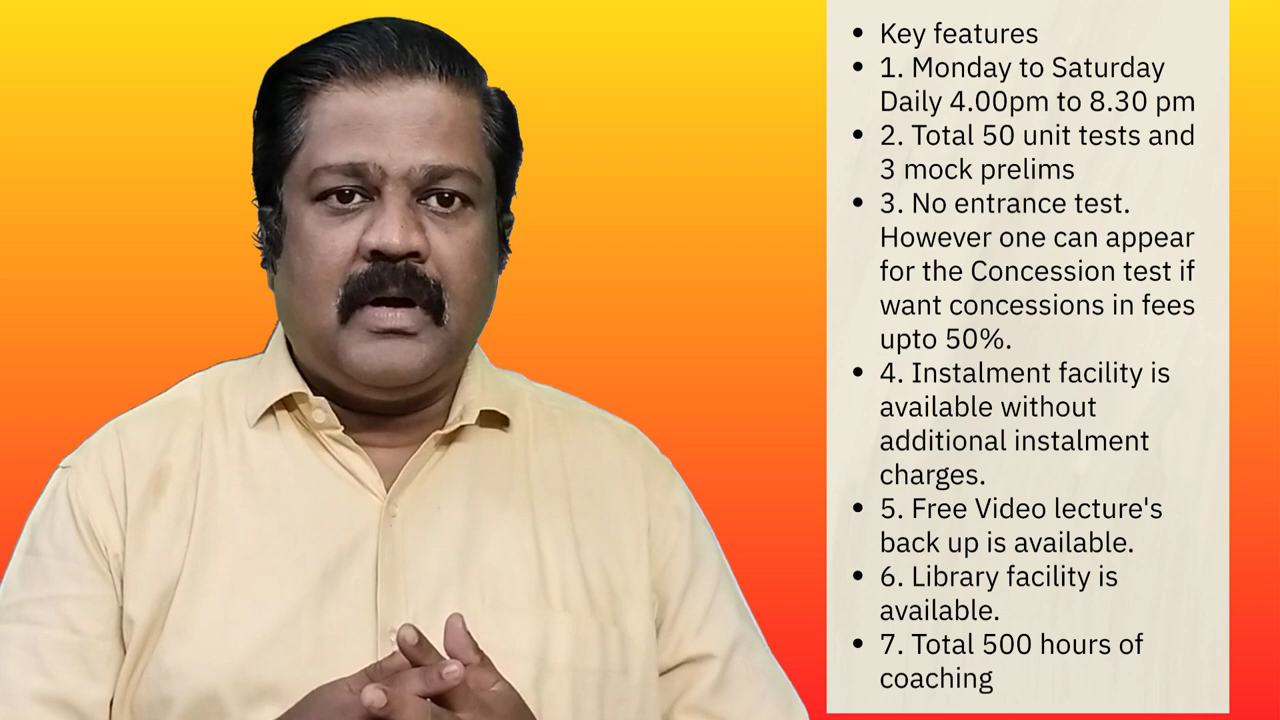 • Key features
• 1. Monday to Saturday
Daily 4.00pm to 8.30 pm
• 2. Total 50 unit tests and
3 mock prelims
• 3. No entrance test.
However one can appear
for the Concession test if
want concessions in fees
upto 50%.
• 4. Instalment facility is
available without
additional instalment
charges.
• 5. Free Video lecture's
back up is available.
• 6. Library facility is
available.
• 7. Total 500 hours of
coaching